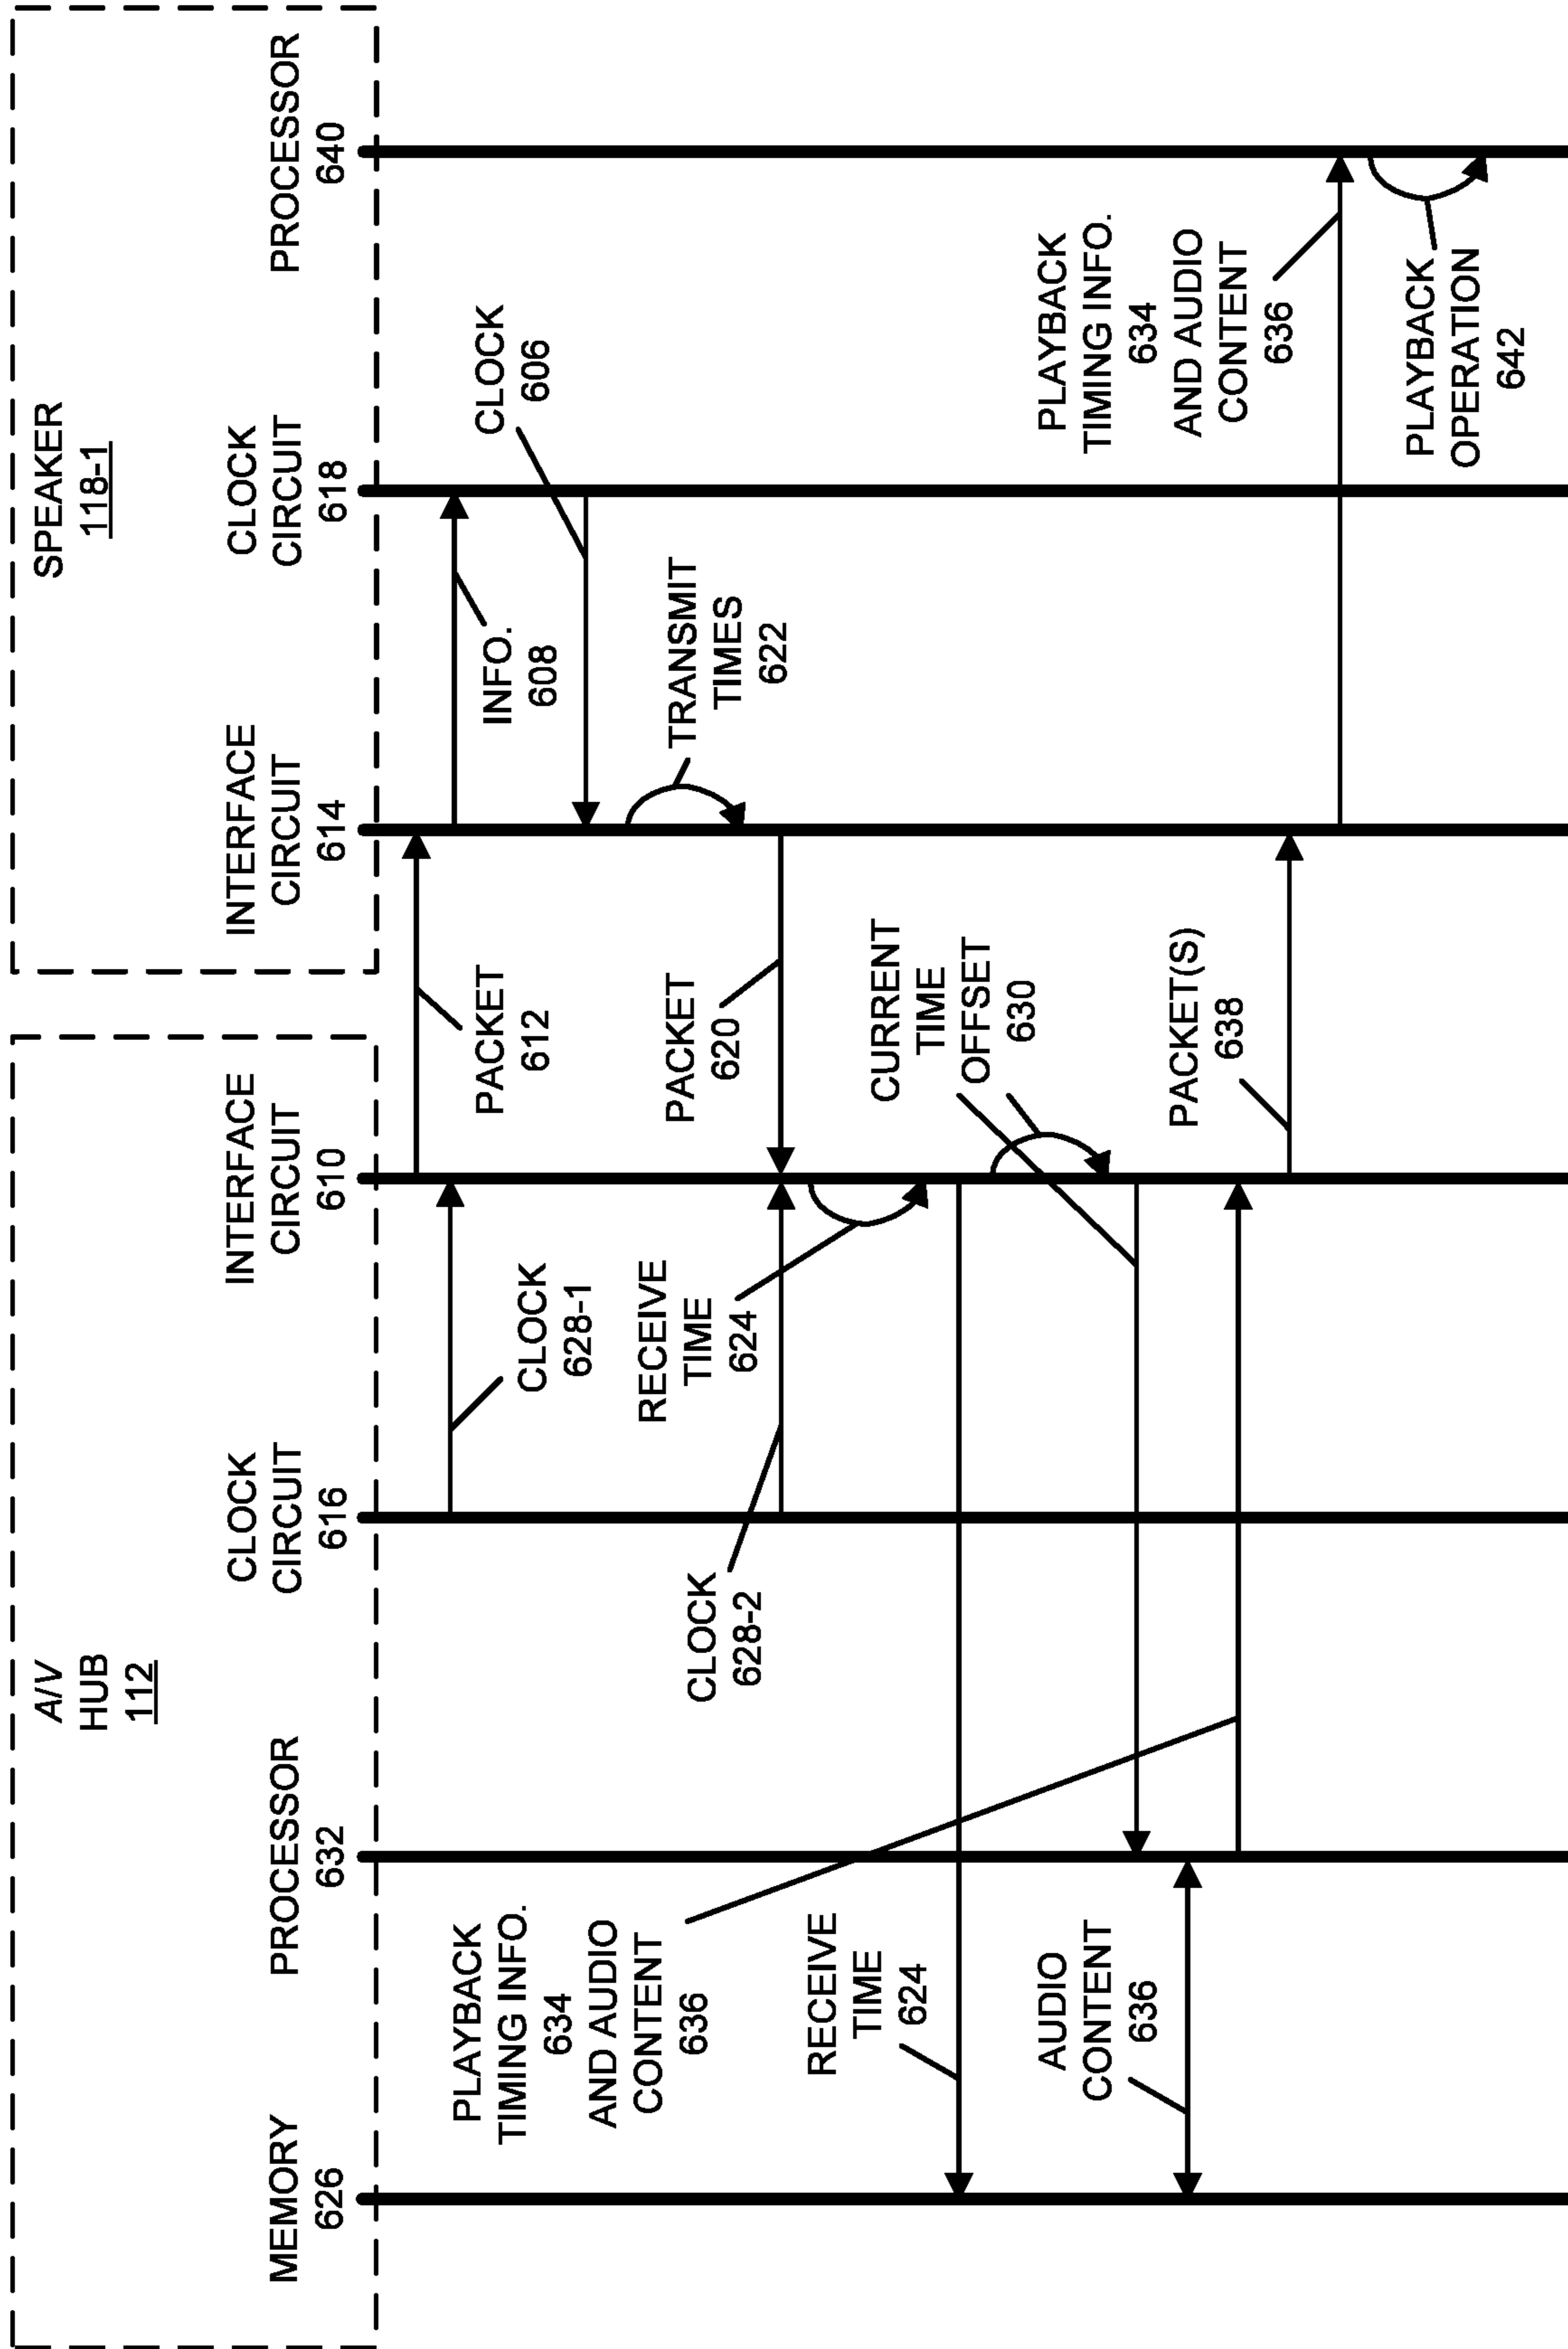 A/V
HUB
112
SPEAKER
118-1
MEMORY
626
PROCESSOR
632
CLOCK
CIRCUIT
616
INTERFACE
CIRCUIT
610
INTERFACE
CIRCUIT
614
CLOCK
CIRCUIT
618
PROCESSOR
640
PACKET
612
CLOCK
628-1
INFO.
608
CLOCK
606
TRANSMIT
TIMES
622
PACKET
620
CLOCK
628-2
RECEIVE
TIME
624
PLAYBACK
TIMING INFO.
634
AND AUDIO
CONTENT
636
RECEIVE
TIME
624
CURRENT
TIME
OFFSET
630
AUDIO
CONTENT
636
PACKET(S)
638
PLAYBACK
TIMING INFO.
634
AND AUDIO
CONTENT
636
PLAYBACK
OPERATION
642